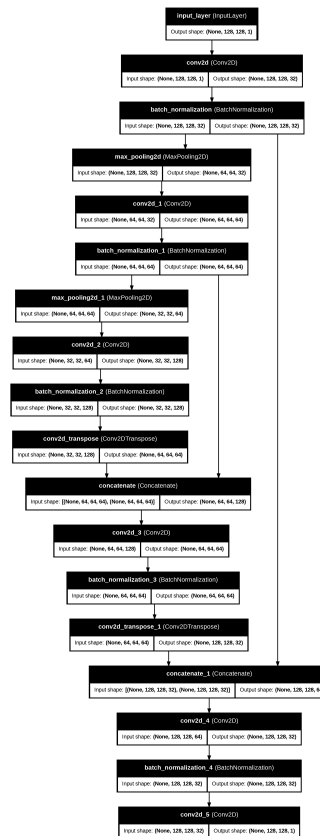 input_layer (InputLayer)
Output shape: (None, 128, 128, 1)
conv2d (Conv2D)
Input shape: (None, 128, 128, 1) Output shape: (None, 128, 128, 32)
batch_normalization (BatchNormalization)
Input shape: (None, 128, 128, 32) Output shape: (None, 128, 128, 32)
max_pooling2d (MaxPooling2D)
Input shape: (None, 128, 128, 32) Output shape: (None, 64, 64, 32)
conv2d_1 (Conv2D)
Input shape: (None, 64, 64, 32) Output shape: (None, 64, 64, 64)
batch_normalization_1 (BatchNormalization)
Input shape: (None, 64, 64, 64) Output shape: (None, 64, 64, 64)
max_pooling2d_1 (MaxPooling2D)
Input shape: (None, 64, 64, 64) Output shape: (None, 32, 32, 64)
conv2d_2 (Conv2D)
Input shape: (None, 32, 32, 64) Output shape: (None, 32, 32, 128)
batch_normalization_2 (BatchNormalization)
Input shape: (None, 32, 32, 128) Output shape: (None, 32, 32, 128)
conv2d_transpose (Conv2DTranspose)
Input shape: (None, 32, 32, 128) Output shape: (None, 64, 64, 64)
concatenate (Concatenate)
Input shape: [(None, 64, 64, 64), (None, 64, 64, 64)] Output shape: (None, 64, 64, 128)
conv2d_3 (Conv2D)
Input shape: (None, 64, 64, 128) Output shape: (None, 64, 64, 64)
batch_normalization_3 (BatchNormalization)
Input shape: (None, 64, 64, 64) Output shape: (None, 64, 64, 64)
conv2d_transpose_1 (Conv2DTranspose)
Input shape: (None, 64, 64, 64) Output shape: (None, 128, 128, 32)
concatenate_1 (Concatenate)
Input shape: [(None, 128, 128, 32), (None, 128, 128, 32)] Output shape: (None, 128, 128,
conv2d_4 (Conv2D)
Input shape: (None, 128, 128, 64) Output shape: (None, 128, 128, 32)
batch_normalization_4 (BatchNormalization)
Input shape: (None, 128, 128, 32) Output shape: (None, 128, 128, 32)
conv2d_5 (Conv2D)
Input shape: (None, 128, 128, 32) Output shape: (None, 128, 128, 1)